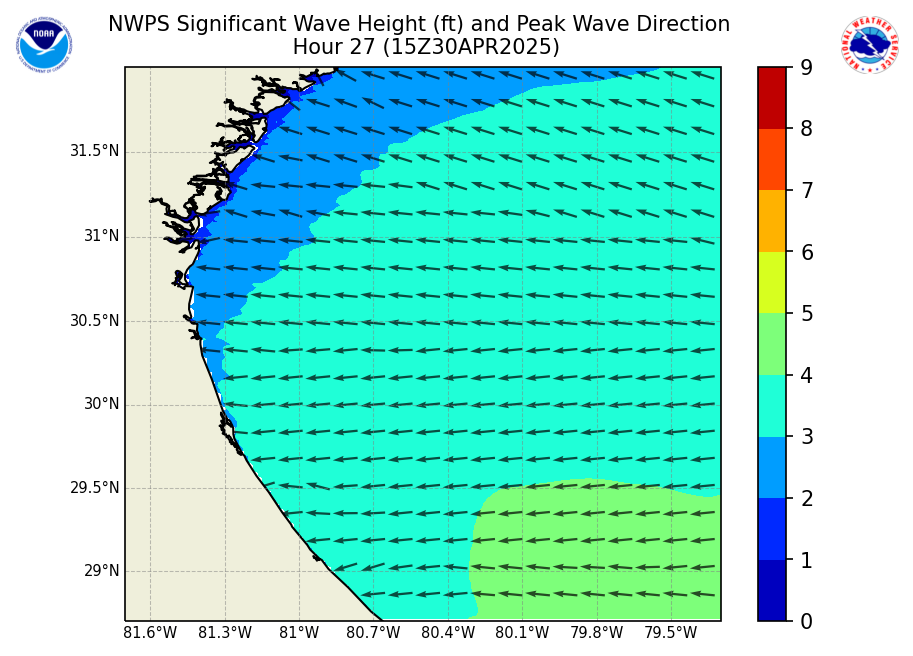 NWPS Significant Wave Height (ft) and Peak Wave Direction
Hour 27 (15Z30APR2025)
NOAA
NATIONAL WEATHER SERVICE
31.5°N
31°N
30.5°N
30°N
29.5°N
29°N
81.6°W 81.3°W 81°W 80.7°W 80.4°W 80.1°W 79.8°W 79.5°W
9
8
7
6
5
4
3
2
1
0